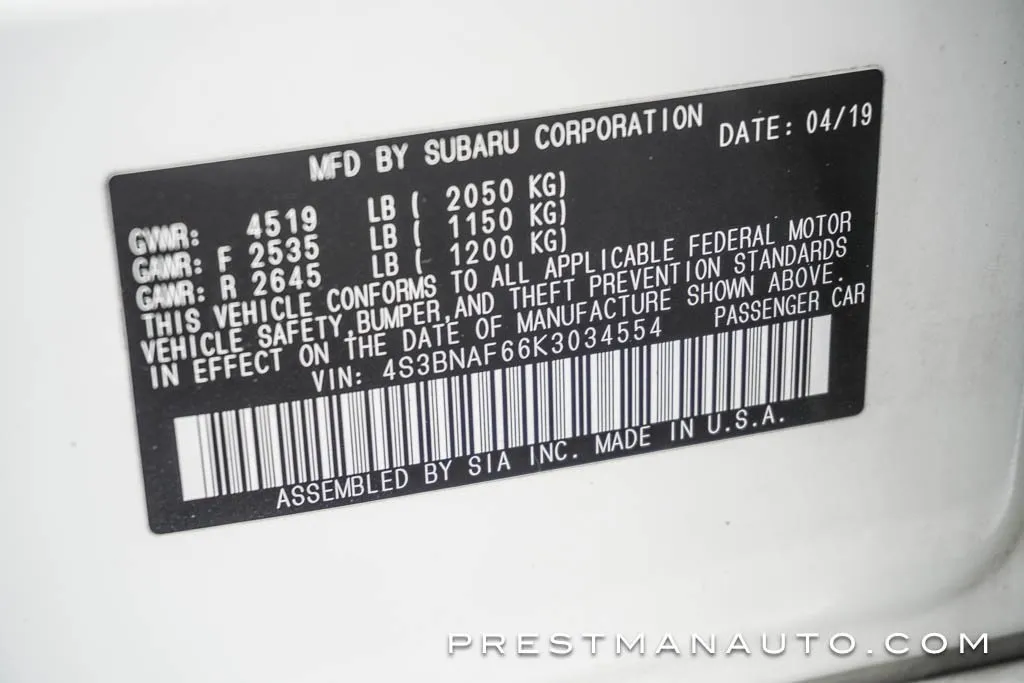 MFD BY SUBARU CORPORATION DATE: 04/19
GVWR: 4519 LB ( 2050 KG)
GAWR: F 2535 LB ( 1150 KG)
GAWR: R 2645 LB ( 1200 KG)
THIS VEHICLE CONFORMS TO ALL APPLICABLE FEDERAL MOTOR
VEHICLE SAFETY,BUMPER,AND THEFT PREVENTION STANDARDS
IN EFFECT ON THE DATE OF MANUFACTURE SHOWN ABOVE.
VIN: 4S3BNAF66K3034554 PASSENGER CAR
ASSEMBLED BY SIA INC. MADE IN U.S.A.
PRESTMANAUTO.COM